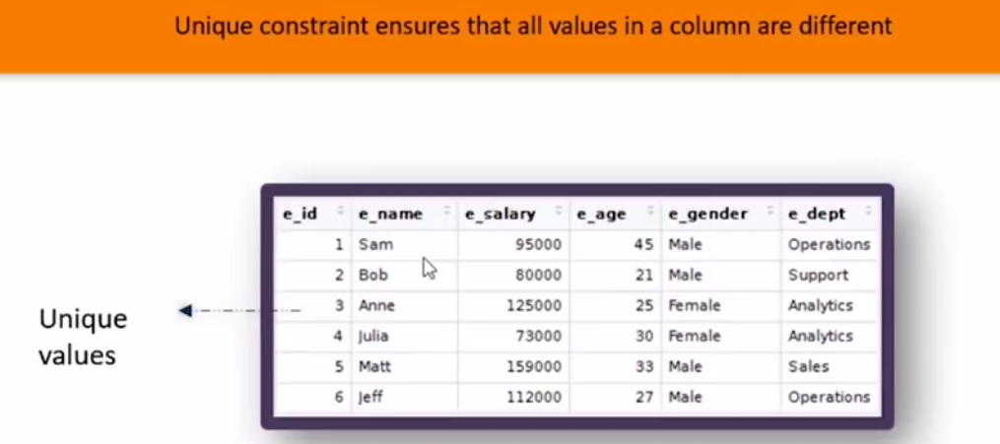 Unique constraint ensures that all values in a column are different
e_id e_name e_salary e_age e_gender e_dept
1 Sam 95000 45 Male Operations
2 Bob 80000 21 Male Support
3 Anne 125000 25 Female Analytics
4 Julia 73000 30 Female Analytics
5 Matt 159000 33 Male Sales
6 Jeff 112000 27 Male Operations
Unique
values